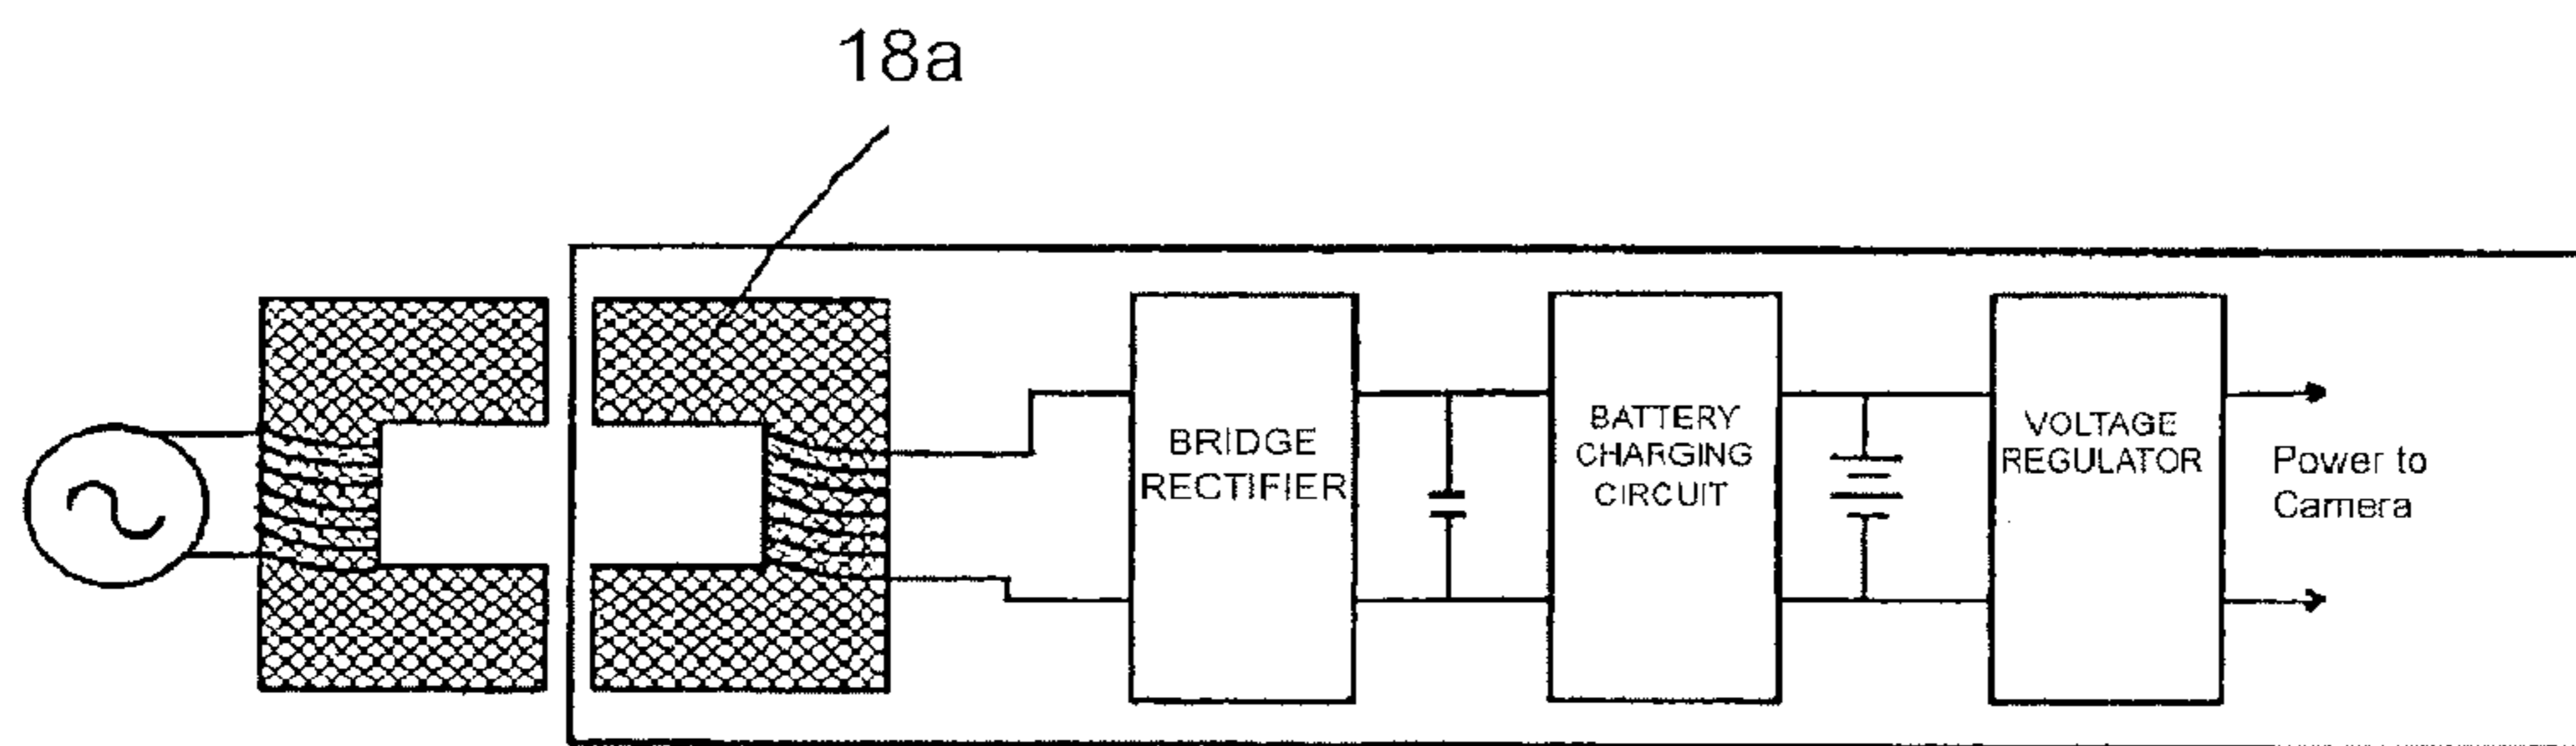 18a
BRIDGE
RECTIFIER
BATTERY
CHARGING
CIRCUIT
VOLTAGE
REGULATOR
Power to
Camera